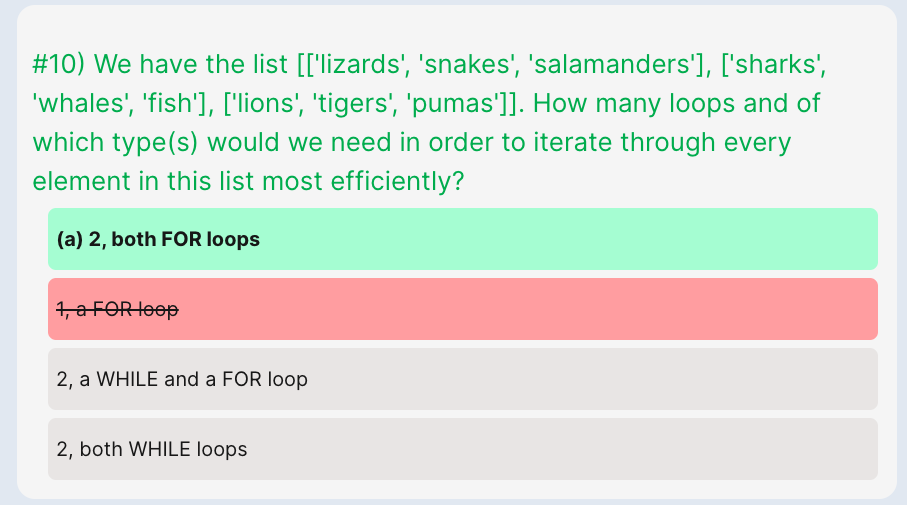 #10) We have the list [['lizards', 'snakes', 'salamanders'], ['sharks',
'whales', 'fish'], ['lions', 'tigers', 'pumas']]. How many loops and of
which type(s) would we need in order to iterate through every
element in this list most efficiently?
(a) 2, both FOR loops
1, a FOR loop
2, a WHILE and a FOR loop
2, both WHILE loops